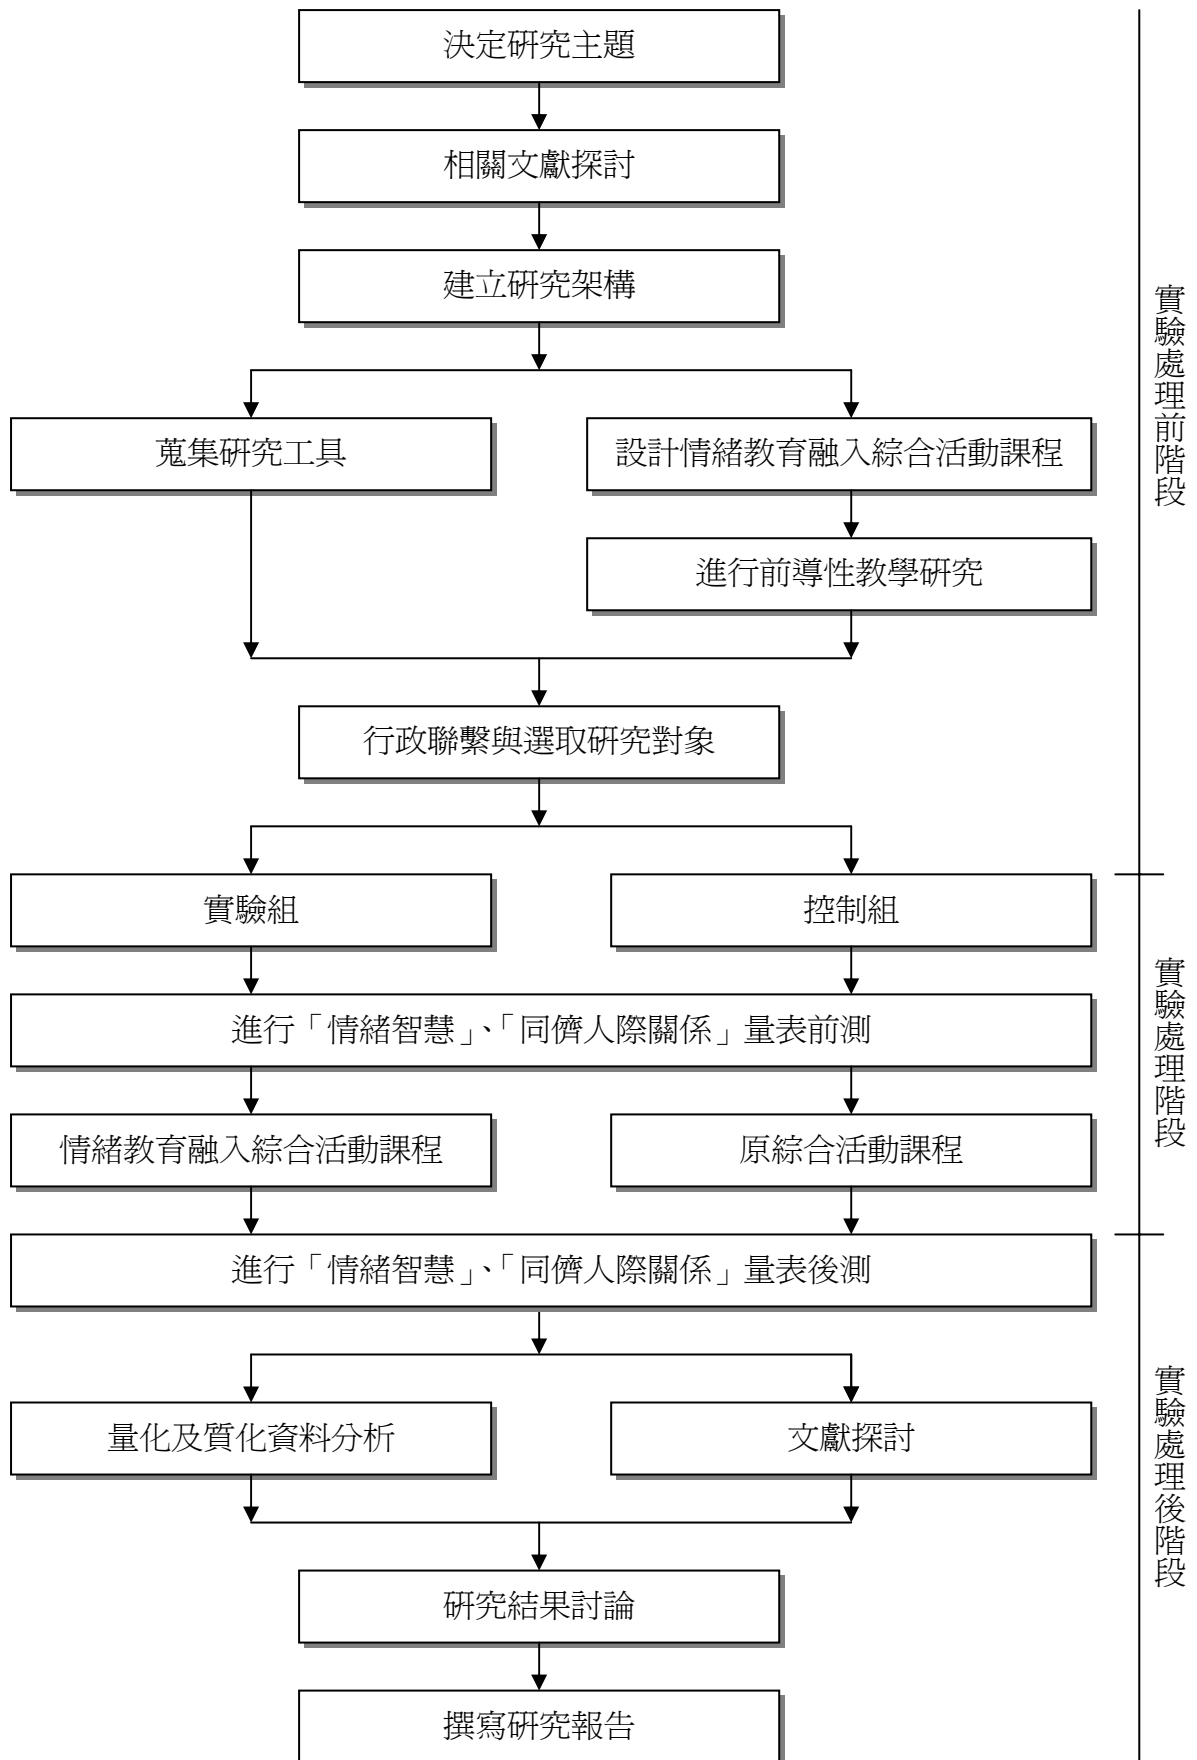 決定研究主題
相關文獻探討
建立研究架構
蒐集研究工具
設計情緒教育融入綜合活動課程
進行前導性教學研究
行政聯繫與選取研究對象
實驗處理前階段
實驗組
控制組
進行「情緒智慧」、「同儕人際關係」量表前測
情緒教育融入綜合活動課程
原綜合活動課程
實驗處理階段
進行「情緒智慧」、「同儕人際關係」量表後測
量化及質化資料分析
文獻探討
研究結果討論
撰寫研究報告
實驗處理後階段